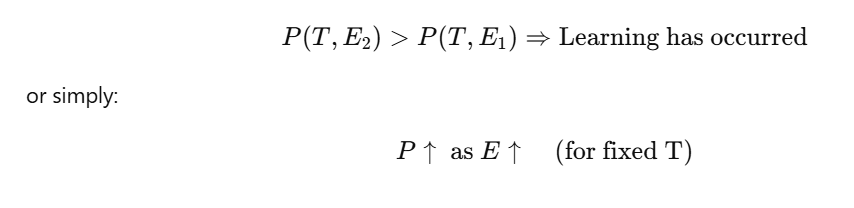 P(T, E₂) > P(T, E₁) ⇒ Learning has occurred
or simply:
P ↑ as E ↑ (for fixed T)